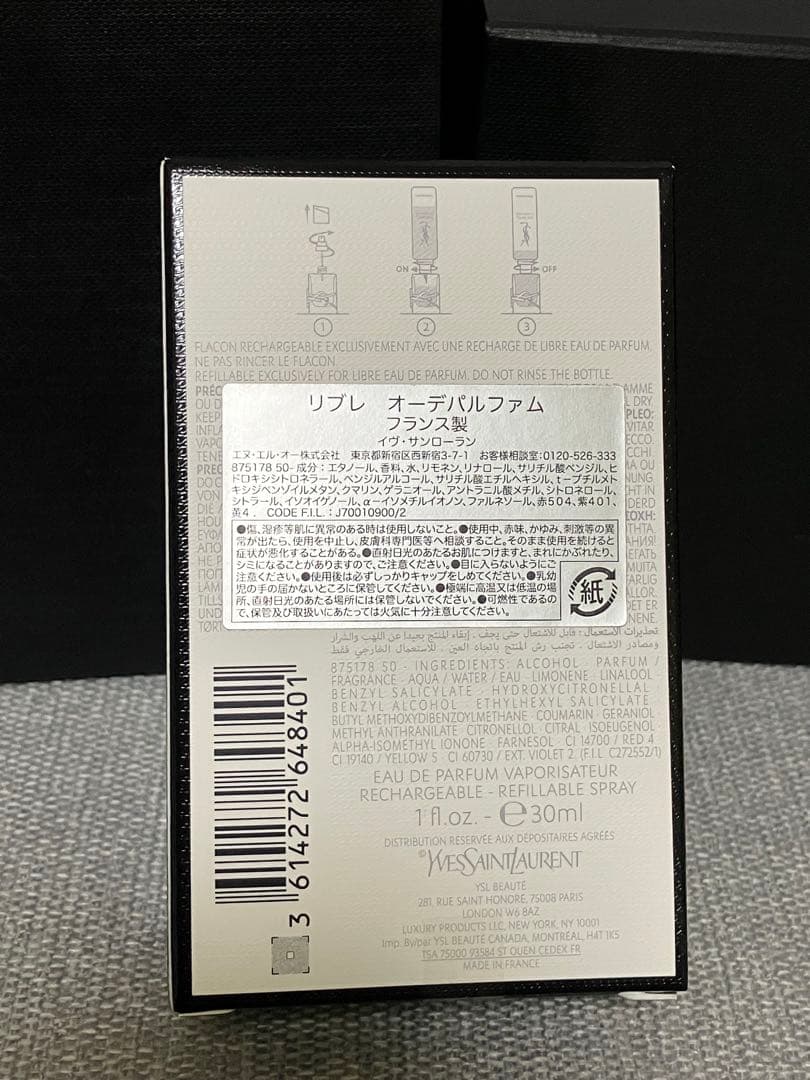 ON
OFF
1
2
3
FLACON RECHARGEABLE EXCLUSIVEMENT AVEC UNE RECHARGE DE LIBRE EAU DE PARFUM.
NE PAS RINCER LE FLACON.
REFILLABLE EXCLUSIVELY FOR LIBRE EAU DE PARFUM. DO NOT RINSE THE BOTTLE.
リブレ オーデパルファム
フランス製
イヴ・サンローラン
エヌ・エル・オー株式会社 東京都新宿区西新宿3-7-1 お客様相談室:0120-526-333
875178 50- 成分:エタノール、香料、水、リモネン、リナロール、サリチル酸ベンジル、ヒ
ドロキシシトロネラール、ベンジルアルコール、サリチル酸エチルヘキシル、t-ブチルメト
キシジベンゾイルメタン、クマリン、ゲラニオール、アントラニル酸メチル、シトロネロール、
シトラール、イソオイゲノール、α-イソメチルイオノン、ファルネソール、赤504、紫401、
黄4. CODE F.I.L.:J70010900/2
●傷、湿疹等肌に異常のある時は使用しないこと。●使用中、赤味、かゆみ、刺激等の異
常が出たら、使用を中止し、皮膚科専門医等へ相談すること。そのまま使用を続けると
症状が悪化することがある。●直射日光のあたるお肌につけますと、まれにかぶれたり、
シミになることがありますので、ご注意ください。●目に入らないようにご
注意ください。●使用後は必ずしっかりキャップをしめてください。●乳幼
児の手の届かないところに保管してください。●極端に高温又は低温の場
所、直射日光のあたる場所には保管しないでください。●可燃性であるの
で、保管及び取扱いにあたっては火気に十分注意してください。
紙
تحذيرات الاستعمال: قابل للاشتعال حتى يجف. إبقاء المنتج بعيدا عن اللهب والشرار
ومصادر الاشتعال. تجنب رش المنتج باتجاه العين. للاستعمال الخارجي فقط
875178 50 - INGREDIENTS: ALCOHOL · PARFUM /
FRAGRANCE · AQUA / WATER / EAU · LIMONENE · LINALOOL ·
BENZYL SALICYLATE · HYDROXYCITRONELLAL ·
BENZYL ALCOHOL · ETHYLHEXYL SALICYLATE ·
BUTYL METHOXYDIBENZOYLMETHANE · COUMARIN · GERANIOL ·
METHYL ANTHRANILATE · CITRONELLOL · CITRAL · ISOEUGENOL ·
ALPHA-ISOMETHYL IONONE · FARNESOL · CI 14700 / RED 4 ·
CI 19140 / YELLOW 5 · CI 60730 / EXT. VIOLET 2. (F.I.L. C272552/1)
EAU DE PARFUM VAPORISATEUR
RECHARGEABLE - REFILLABLE SPRAY
1 fl.oz. - ℮30ml
DISTRIBUTION RÉSERVÉE AUX DÉPOSITAIRES AGRÉÉS
©YVESSAINTLAURENT
YSL BEAUTÉ
281, RUE SAINT HONORÉ, 75008 PARIS
LONDON W6 8AZ
LUXURY PRODUCTS LLC, NEW YORK, NY 10001
Imp. By/par YSL BEAUTÉ CANADA, MONTRÉAL, H4T 1K5
TSA 75000 93584 ST OUEN CEDEX FR
MADE IN FRANCE
3 614272 648401